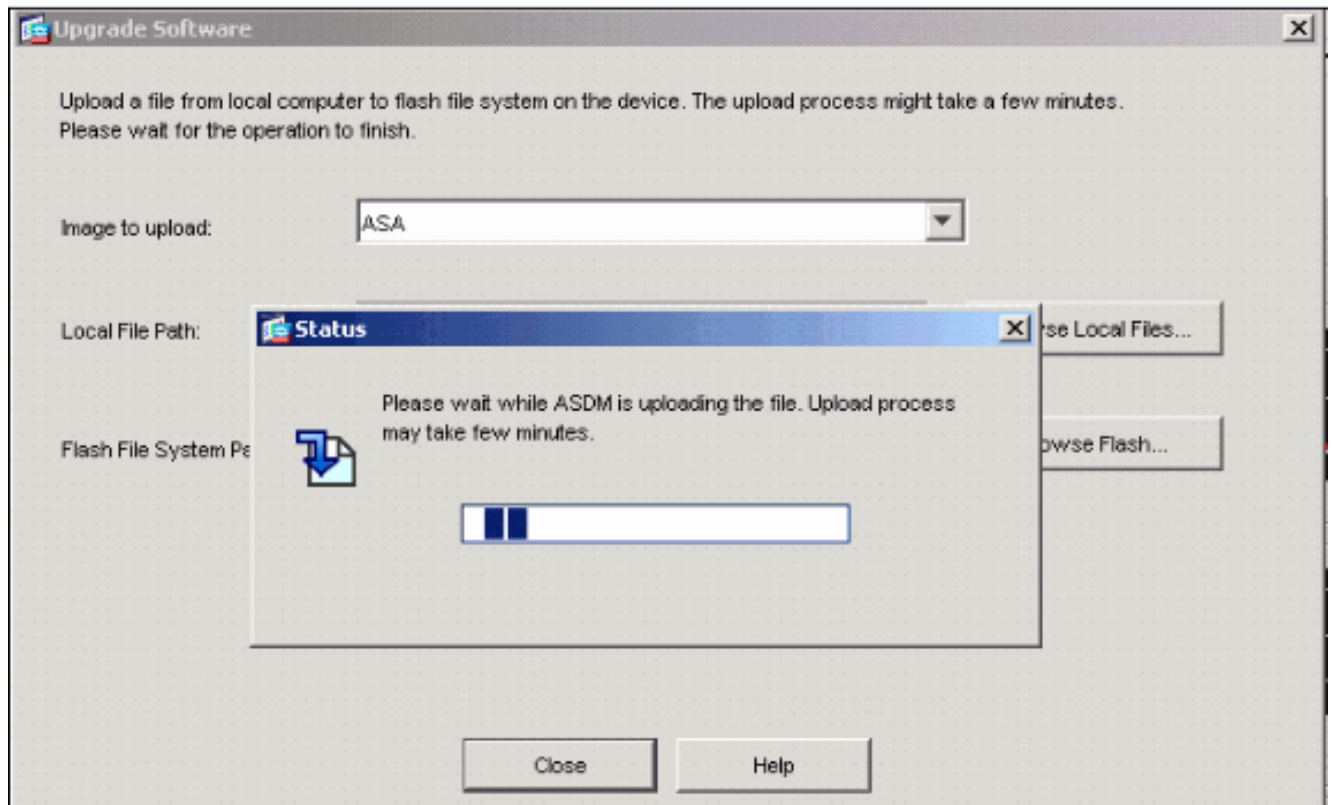 Upgrade Software
Upload a file from local computer to flash file system on the device. The upload process might take a few minutes.
Please wait for the operation to finish.
Image to upload:
ASA
Local File Path:
se Local Files...
Status
Please wait while ASDM is uploading the file. Upload process
may take few minutes.
Flash File System
owse Flash...
Close
Help